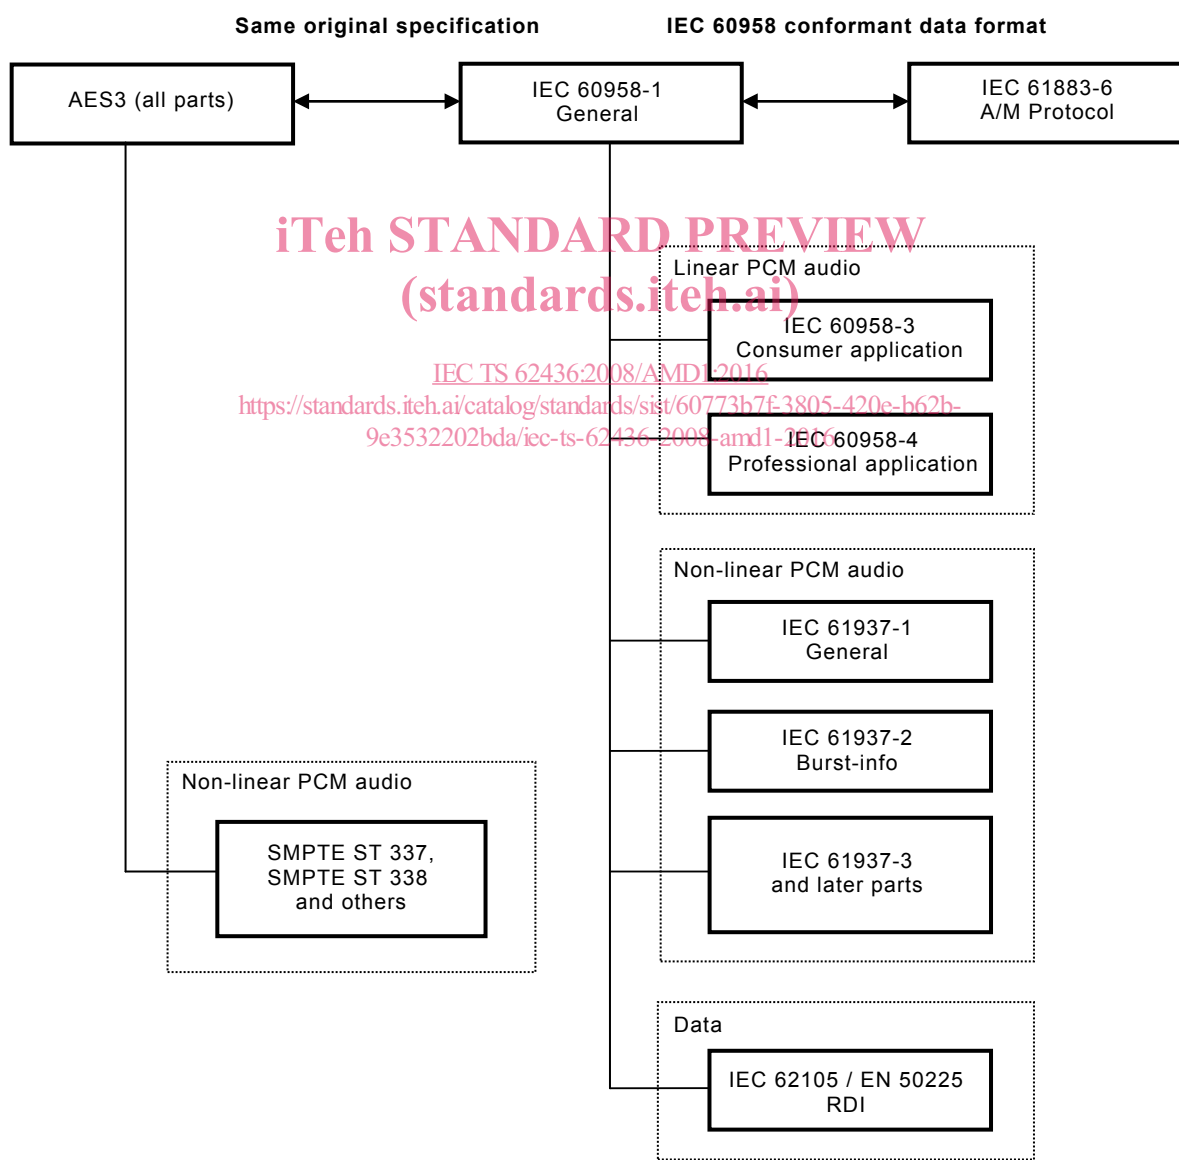 Same original specification
IEC 60958 conformant data format
AES3 (all parts)
IEC 60958-1
General
IEC 61883-6
A/M Protocol
iTeh STANDARD PREVIEW
(standards.iteh.ai)
Linear PCM audio
IEC 60958-3
Consumer application
IEC TS 62436:2008/AMD1:2016
https://standards.iteh.ai/catalog/standards/sist/60773b7f-3805-420e-b62b-
9e3532202bda/iec-ts-62436-2008-amd1-2016
IEC 60958-4
Professional application
Non-linear PCM audio
IEC 61937-1
General
IEC 61937-2
Burst-info
Non-linear PCM audio
SMPTE ST 337,
SMPTE ST 338
and others
IEC 61937-3
and later parts
Data
IEC 62105 / EN 50225
RDI